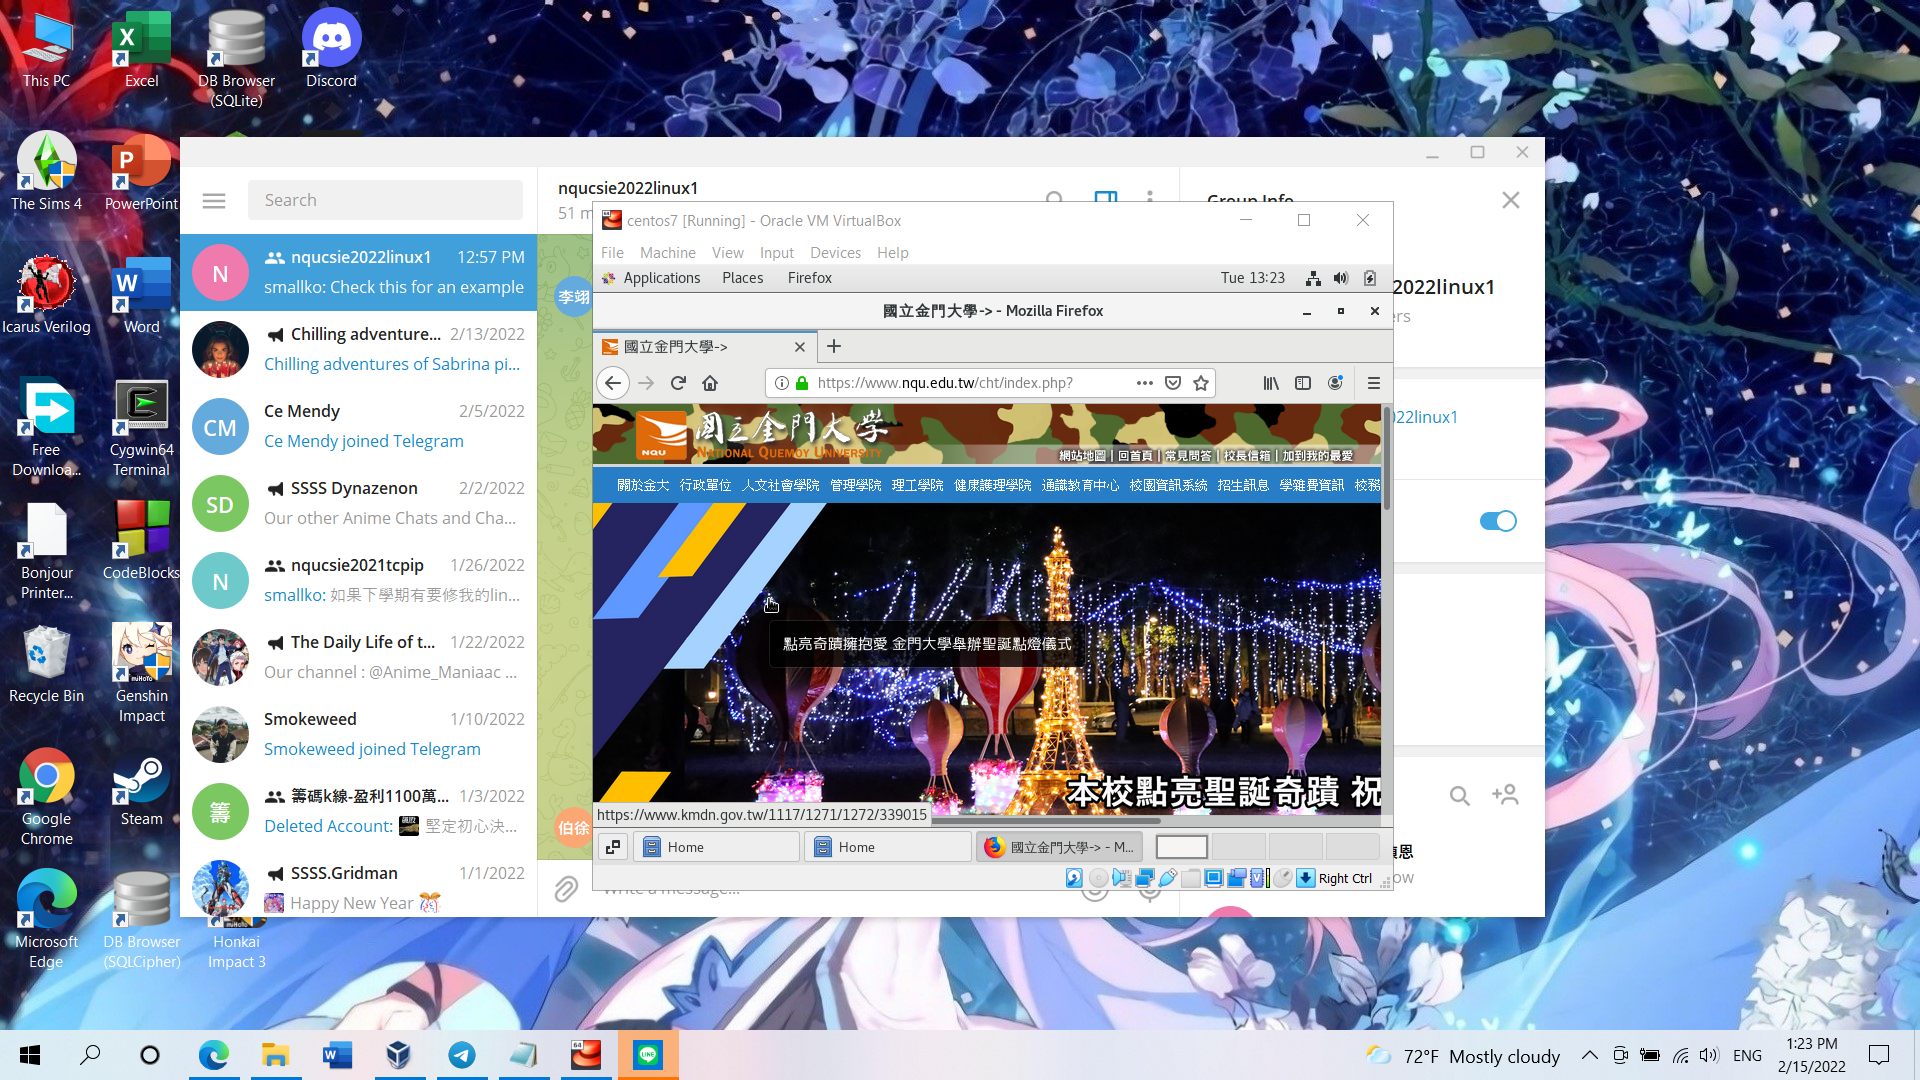 This PC
Excel
DB Browser
(SQLite)
Discord
The Sims 4
PowerPoint
Icarus Verilog
Word
Free
Downloa...
Cygwin64
Terminal
Bonjour
Printer...
CodeBlocks
Recycle Bin
Genshin
Impact
Google
Chrome
Steam
Microsoft
Edge
DB Browser
(SQLCipher)
Honkai
Impact 3
Search
N
nqucsie2022linux1 12:57 PM
smallko: Check this for an example
Chilling adventure... 2/13/2022
Chilling adventures of Sabrina pi...
CM
Ce Mendy 2/5/2022
Ce Mendy joined Telegram
SD
SSSS Dynazenon 2/2/2022
Our other Anime Chats and Cha...
N
nqucsie2021tcpip 1/26/2022
smallko: 如果下學期有要修我的lin...
The Daily Life of t... 1/22/2022
Our channel : @Anime_Maniaac ...
Smokeweed 1/10/2022
Smokeweed joined Telegram
籌
籌碼k線-盈利1100萬... 1/3/2022
Deleted Account: 堅定初心決...
SSSS.Gridman 1/1/2022
Happy New Year
nqucsie2022linux1
51 m
Group Info
李翊
伯徐
2022linux1
ers
022linux1
centos7 [Running] - Oracle VM VirtualBox
File Machine View Input Devices Help
Applications Places Firefox Tue 13:23
國立金門大學-> - Mozilla Firefox
國立金門大學->
https://www.nqu.edu.tw/cht/index.php?
NQU
國立金門大學
NATIONAL QUEMOY UNIVERSITY
網站地圖 | 回首頁 | 常見問答 | 校長信箱 | 加到我的最愛
關於金大 行政單位 人文社會學院 管理學院 理工學院 健康護理學院 通識教育中心 校園資訊系統 招生訊息 學雜費資訊 校務
點亮奇蹟擁抱愛 金門大學舉辦聖誕點燈儀式
本校點亮聖誕奇蹟 祝
https://www.kmdn.gov.tw/1117/1271/1272/339015
Home
Home
國立金門大學-> - M...
Right Ctrl
Write a message...
恩
ow
64
LINE
72°F Mostly cloudy
ENG
1:23 PM
2/15/2022